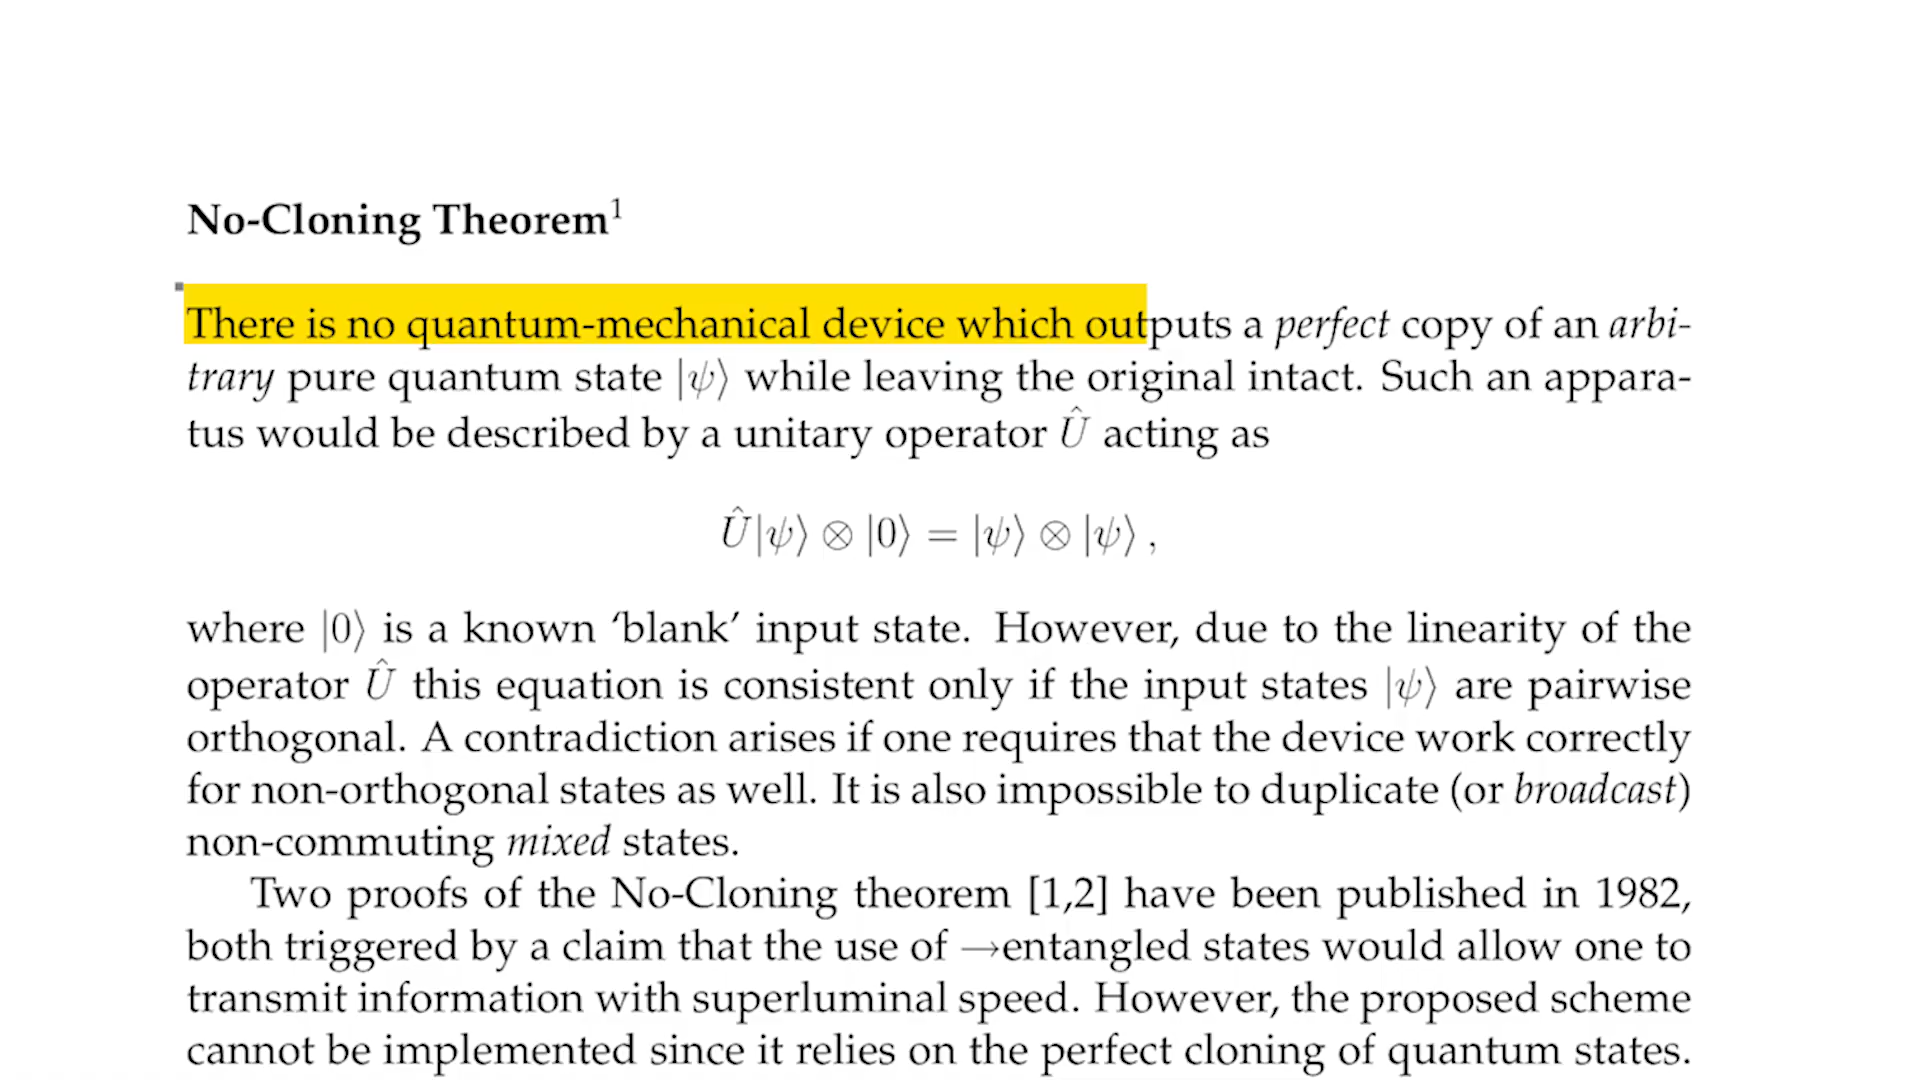 No-Cloning Theorem¹
There is no quantum-mechanical device which outputs a perfect copy of an arbi-
trary pure quantum state |ψ⟩ while leaving the original intact. Such an appara-
tus would be described by a unitary operator Û acting as
Û|ψ⟩ ⊗ |0⟩ = |ψ⟩ ⊗ |ψ⟩ ,
where |0⟩ is a known ‘blank’ input state. However, due to the linearity of the
operator Û this equation is consistent only if the input states |ψ⟩ are pairwise
orthogonal. A contradiction arises if one requires that the device work correctly
for non-orthogonal states as well. It is also impossible to duplicate (or broadcast)
non-commuting mixed states.
Two proofs of the No-Cloning theorem [1,2] have been published in 1982,
both triggered by a claim that the use of →entangled states would allow one to
transmit information with superluminal speed. However, the proposed scheme
cannot be implemented since it relies on the perfect cloning of quantum states.